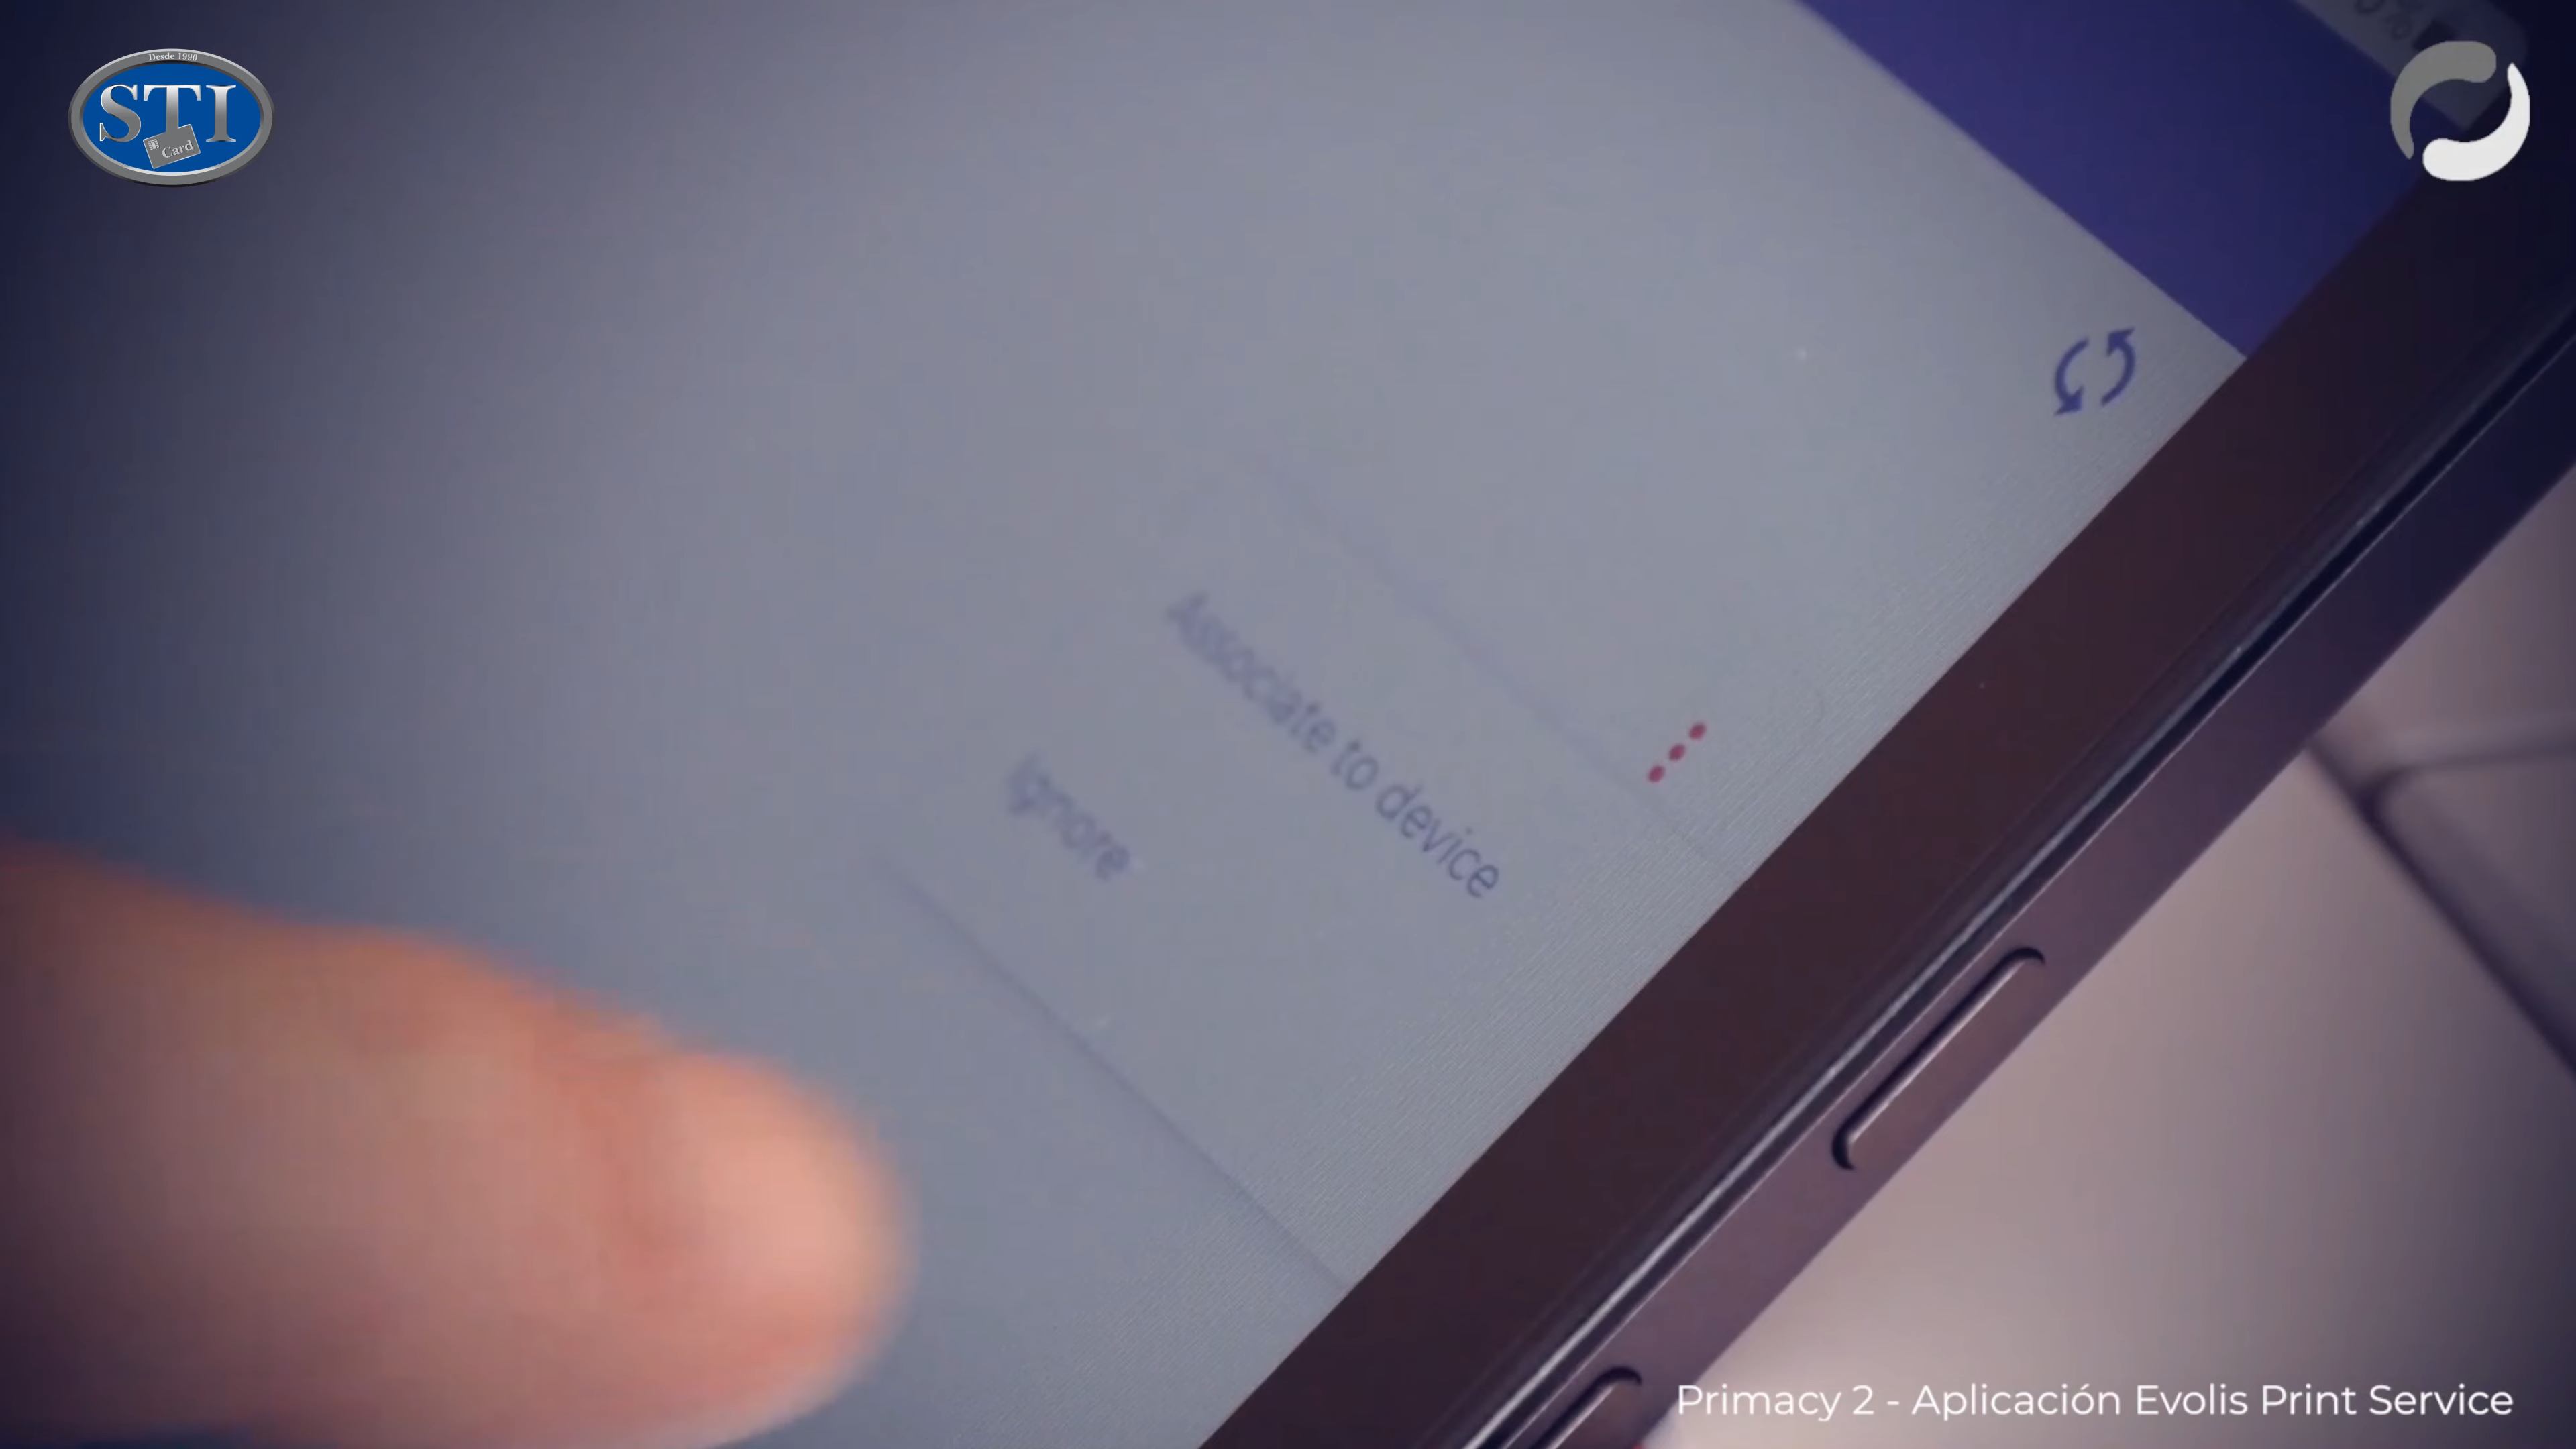 Desde 1990
STI
Card
Associate to device
Ignore
Primacy 2 - Aplicación Evolis Print Service